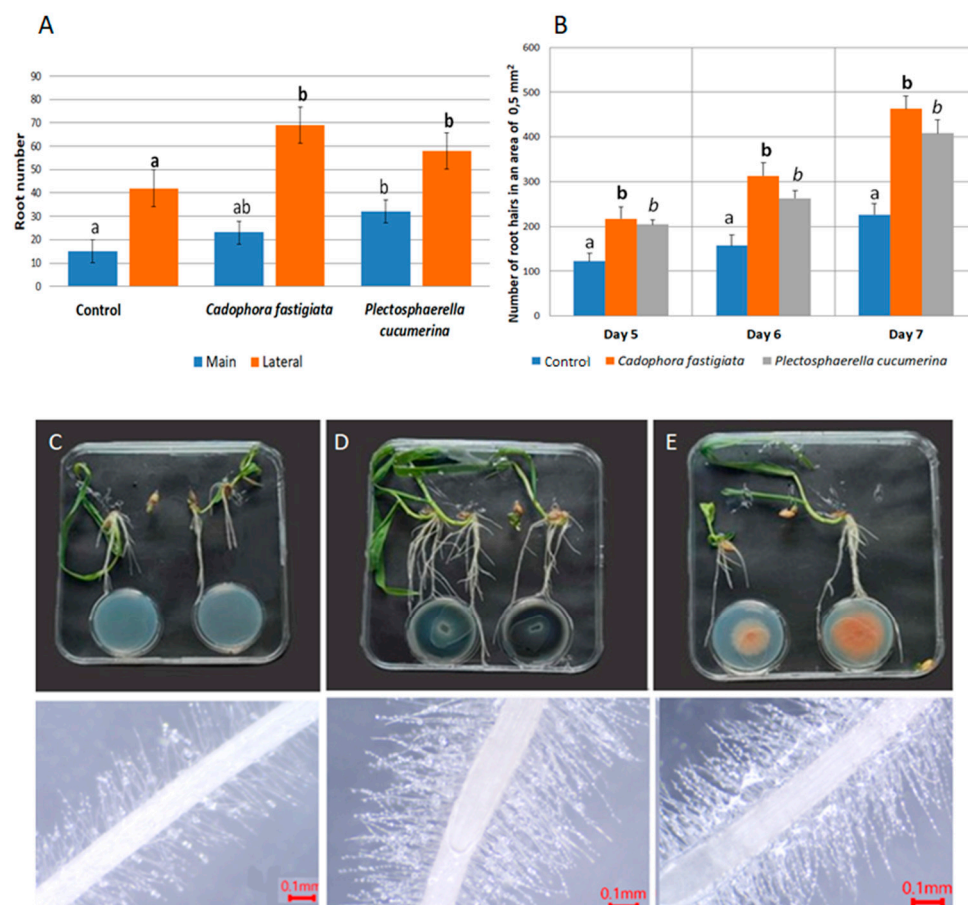 A
Root number
90
80
70
60
50
40
30
20
10
0
a
a
ab
b
b
b
Control
Cadophora fastigiata
Plectosphaerella
cucumerina
Main
Lateral
B
Number of root hairs in an area of 0,5 mm²
600
500
400
300
200
100
0
a
b
b
a
b
b
a
b
b
Day 5
Day 6
Day 7
Control
Cadophora fastigiata
Plectosphaerella cucumerina
C
D
E
0.1mm
0.1mm
0.1mm